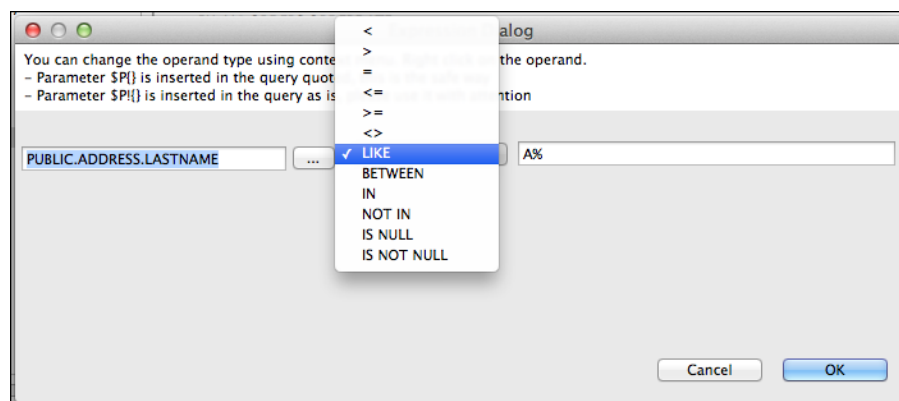 alog
You can change the operand type using conte the operand.
– Parameter $P{} is inserted in the query quot
– Parameter $P!{} is inserted in the query as is ntion
<
>
=
<=
>=
<>
PUBLIC.ADDRESS.LASTNAME ... ✓ LIKE A%
BETWEEN
IN
NOT IN
IS NULL
IS NOT NULL
Cancel OK